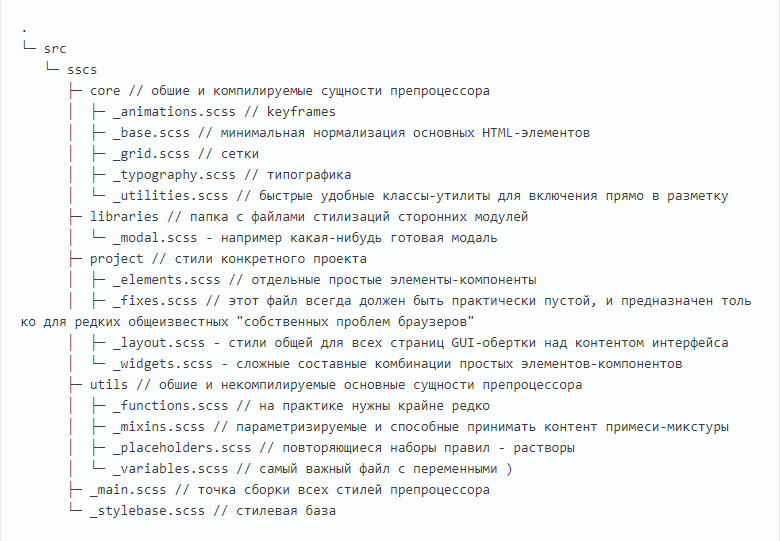 .
└─ src
   └─ sscs
      ├─ core // обшие и компилируемые сущности препроцессора
      │  ├─ _animations.scss // keyframes
      │  ├─ _base.scss // минимальная нормализация основных HTML-элементов
      │  ├─ _grid.scss // сетки
      │  ├─ _typography.scss // типографика
      │  └─ _utilities.scss // быстрые удобные классы-утилиты для включения прямо в разметку
      ├─ libraries // папка с файлами стилизаций сторонних модулей
      │  └─ _modal.scss - например какая-нибудь готовая модаль
      ├─ project // стили конкретного проекта
      │  ├─ _elements.scss // отдельные простые элементы-компоненты
      │  ├─ _fixes.scss // этот файл всегда должен быть практически пустой, и предназначен толь
ко для редких общеизвестных "собственных проблем браузеров"
      │  ├─ _layout.scss - стили общей для всех страниц GUI-обертки над контентом интерфейса
      │  └─ _widgets.scss - сложные составные комбинации простых элементов-компонентов
      ├─ utils // обшие и некомпилируемые основные сущности препроцессора
      │  ├─ _functions.scss // на практике нужны крайне редко
      │  ├─ _mixins.scss // параметризируемые и способные принимать контент примеси-микстуры
      │  ├─ _placeholders.scss // повторяющиеся наборы правил - растворы
      │  └─ _variables.scss // самый важный файл с переменными )
      ├─ _main.scss // точка сборки всех стилей препроцессора
      └─ _stylebase.scss // стилевая база